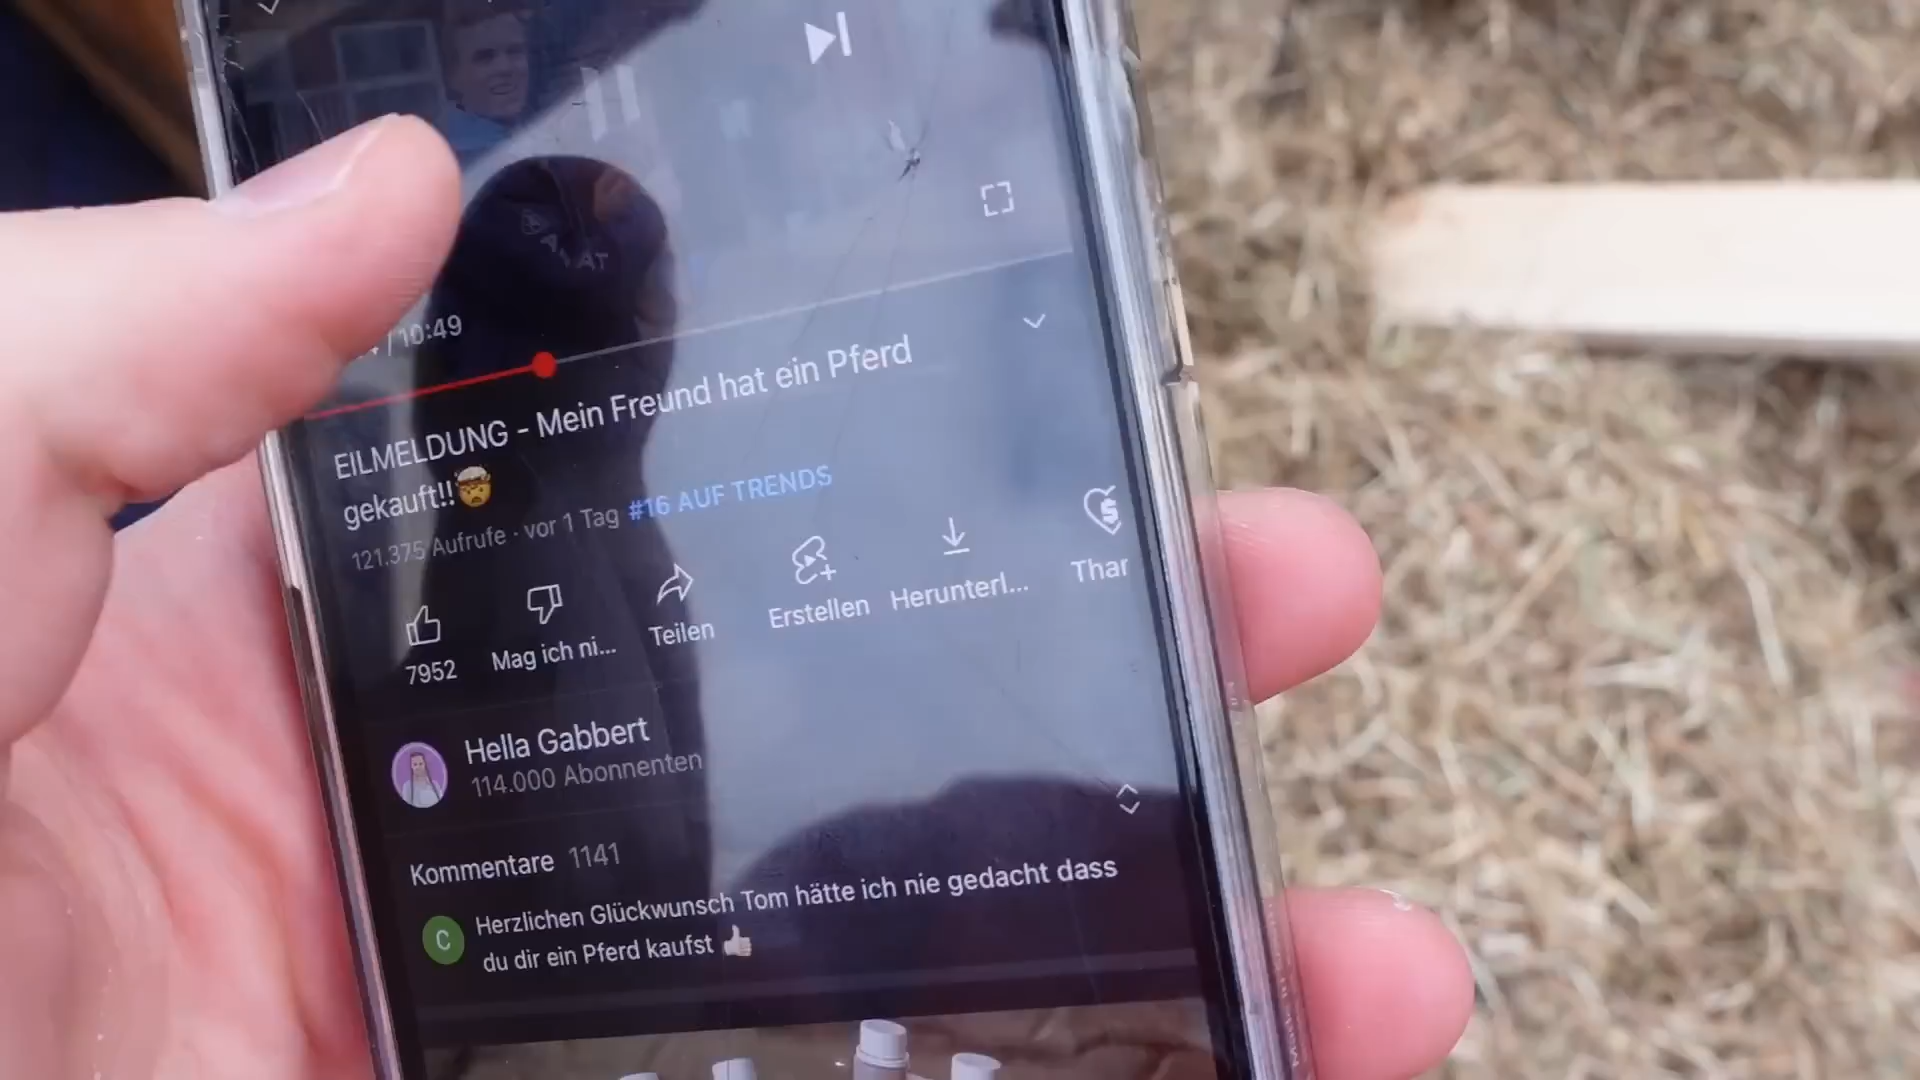 / 10:49
EILMELDUNG - Mein Freund hat ein Pferd
gekauft!!🤯
121.375 Aufrufe · vor 1 Tag #16 AUF TRENDS
7952
Mag ich ni...
Teilen
Erstellen
Herunterl...
Thar
Hella Gabbert
114.000 Abonnenten
Kommentare 1141
C
Herzlichen Glückwunsch Tom hätte ich nie gedacht dass
du dir ein Pferd kaufst 👍🏻